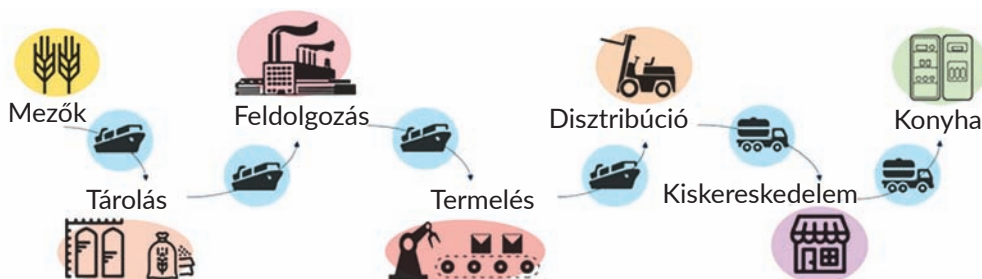 Mezők
Tárolás
Feldolgozás
Termelés
Disztribúció
Kiskereskedelem
Konyha